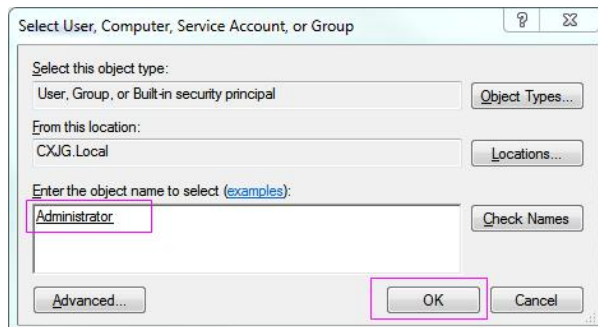 Select User, Computer, Service Account, or Group
Select this object type:
User, Group, or Built-in security principal
Object Types...
From this location:
CXJG.Local
Locations...
Enter the object name to select (examples):
Administrator
Check Names
Advanced...
OK
Cancel